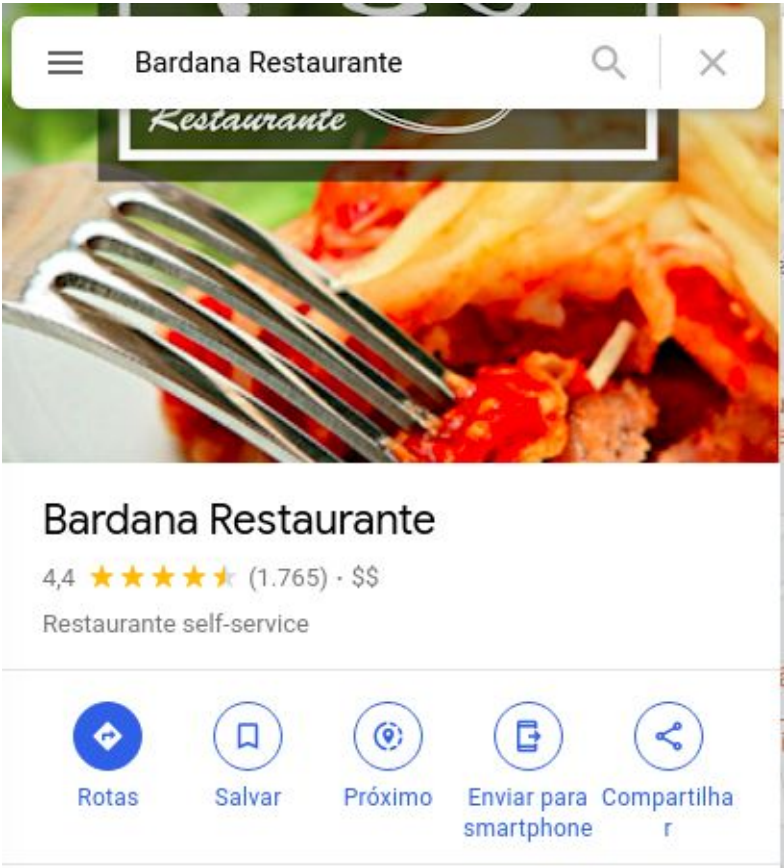 Bardana Restaurante
Restaurante
Bardana Restaurante
4,4 (1.765) · $$
Restaurante self-service
Rotas
Salvar
Próximo
Enviar para
smartphone
Compartilha
r